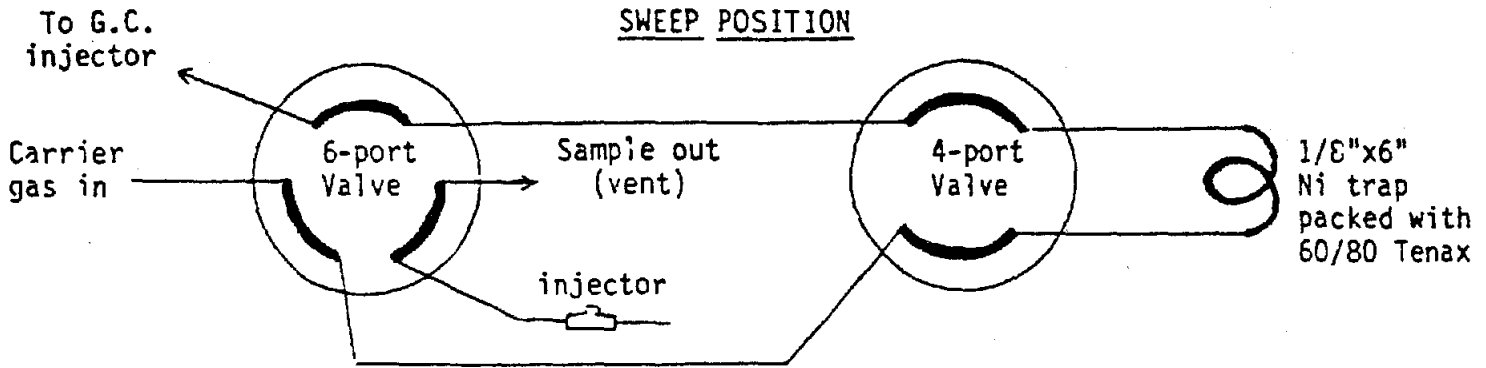 SWEEP POSITION
To G.C.
injector
Carrier
gas in
6-port
Valve
Sample out
(vent)
injector
4-port
Valve
1/8"x6"
Ni trap
packed with
60/80 Tenax